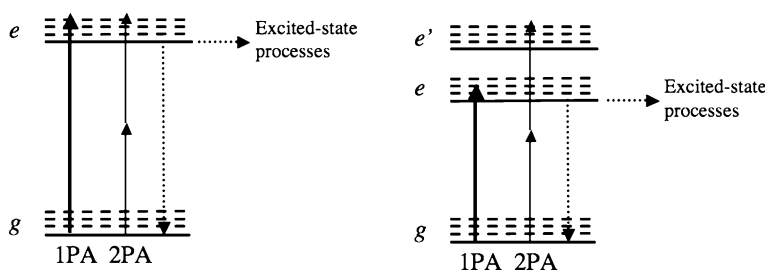 e
Excited-state
processes
g
1PA 2PA
e'
e
Excited-state
processes
g
1PA 2PA